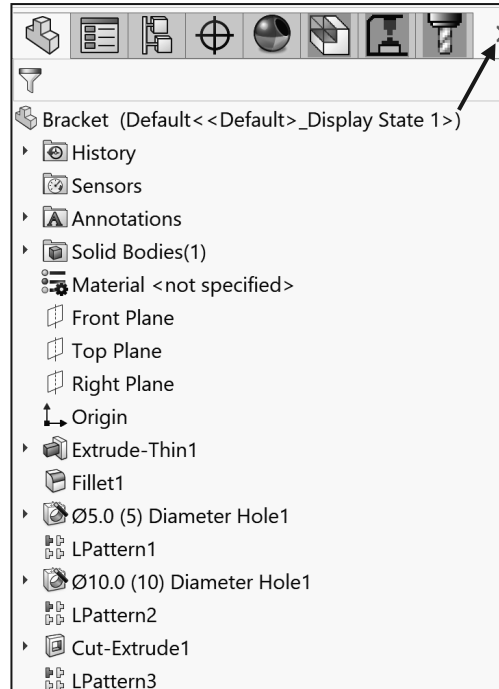 Bracket (Default<<Default>_Display State 1>)
History
Sensors
Annotations
Solid Bodies(1)
Material <not specified>
Front Plane
Top Plane
Right Plane
Origin
Extrude-Thin1
Fillet1
Ø5.0 (5) Diameter Hole1
LPattern1
Ø10.0 (10) Diameter Hole1
LPattern2
Cut-Extrude1
LPattern3